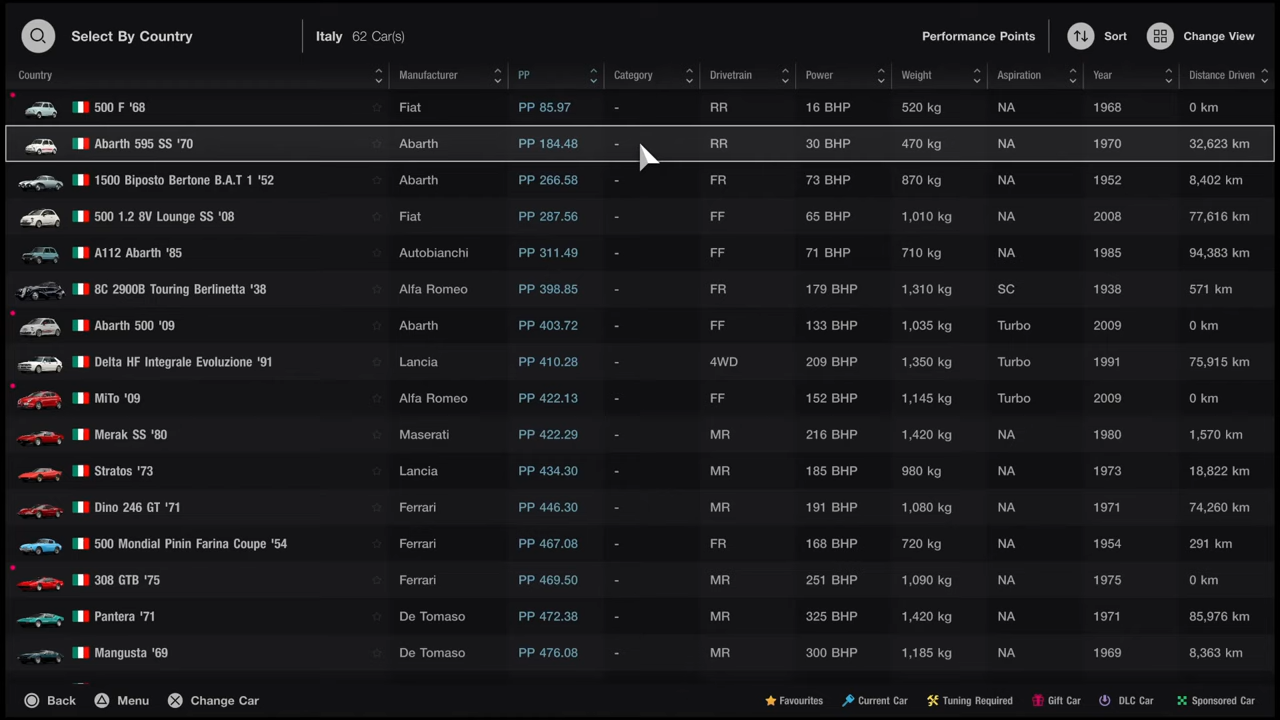 Select By Country Italy 62 Car(s) Performance Points Sort Change View
Country Manufacturer PP Category Drivetrain Power Weight Aspiration Year Distance Driven
500 F '68 Fiat PP 85.97 - RR 16 BHP 520 kg NA 1968 0 km
Abarth 595 SS '70 Abarth PP 184.48 - RR 30 BHP 470 kg NA 1970 32,623 km
1500 Biposto Bertone B.A.T 1 '52 Abarth PP 266.58 - FR 73 BHP 870 kg NA 1952 8,402 km
500 1.2 8V Lounge SS '08 Fiat PP 287.56 - FF 65 BHP 1,010 kg NA 2008 77,616 km
A112 Abarth '85 Autobianchi PP 311.49 - FF 71 BHP 710 kg NA 1985 94,383 km
8C 2900B Touring Berlinetta '38 Alfa Romeo PP 398.85 - FR 179 BHP 1,310 kg SC 1938 571 km
Abarth 500 '09 Abarth PP 403.72 - FF 133 BHP 1,035 kg Turbo 2009 0 km
Delta HF Integrale Evoluzione '91 Lancia PP 410.28 - 4WD 209 BHP 1,350 kg Turbo 1991 75,915 km
MiTo '09 Alfa Romeo PP 422.13 - FF 152 BHP 1,145 kg Turbo 2009 0 km
Merak SS '80 Maserati PP 422.29 - MR 216 BHP 1,420 kg NA 1980 1,570 km
Stratos '73 Lancia PP 434.30 - MR 185 BHP 980 kg NA 1973 18,822 km
Dino 246 GT '71 Ferrari PP 446.30 - MR 191 BHP 1,080 kg NA 1971 74,260 km
500 Mondial Pinin Farina Coupe '54 Ferrari PP 467.08 - FR 168 BHP 720 kg NA 1954 291 km
308 GTB '75 Ferrari PP 469.50 - MR 251 BHP 1,090 kg NA 1975 0 km
Pantera '71 De Tomaso PP 472.38 - MR 325 BHP 1,420 kg NA 1971 85,976 km
Mangusta '69 De Tomaso PP 476.08 - MR 300 BHP 1,185 kg NA 1969 8,363 km
Back Menu Change Car Favourites Current Car Tuning Required Gift Car DLC Car Sponsored Car